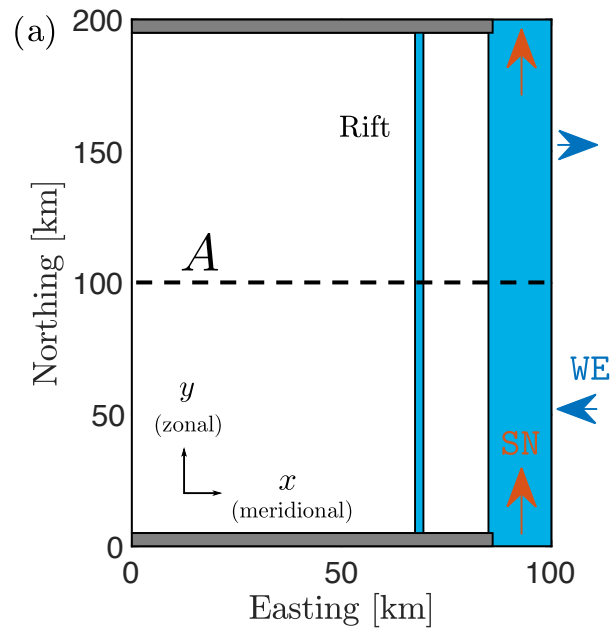 (a)
200
Rift
150
A
100
WE
y
(zonal)
50
SN
x
(meridional)
0
0
50
100
Northing [km]
Easting [km]